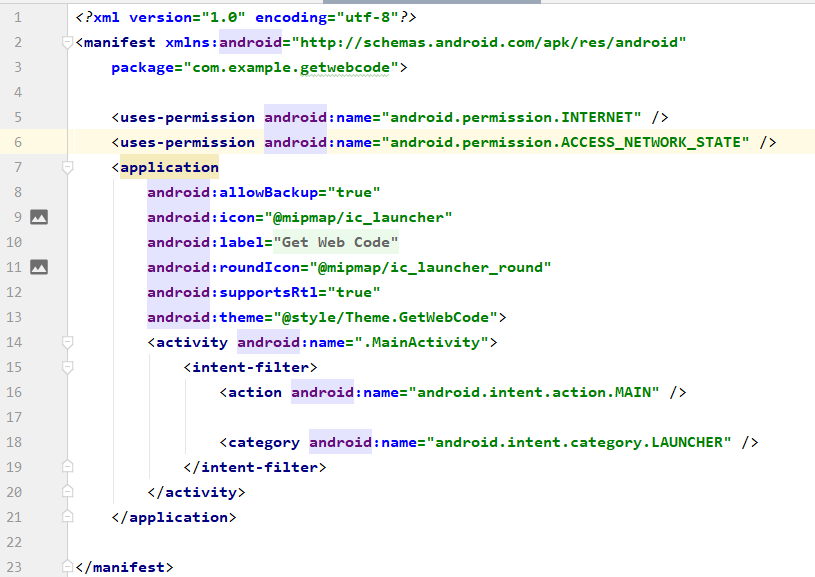 1 <?xml version="1.0" encoding="utf-8"?>
2 <manifest xmlns:android="http://schemas.android.com/apk/res/android"
3     package="com.example.getwebcode">
4
5     <uses-permission android:name="android.permission.INTERNET" />
6     <uses-permission android:name="android.permission.ACCESS_NETWORK_STATE" />
7     <application
8         android:allowBackup="true"
9         android:icon="@mipmap/ic_launcher"
10         android:label="Get Web Code"
11         android:roundIcon="@mipmap/ic_launcher_round"
12         android:supportsRtl="true"
13         android:theme="@style/Theme.GetWebCode">
14         <activity android:name=".MainActivity">
15             <intent-filter>
16                 <action android:name="android.intent.action.MAIN" />
17
18                 <category android:name="android.intent.category.LAUNCHER" />
19             </intent-filter>
20         </activity>
21     </application>
22
23 </manifest>